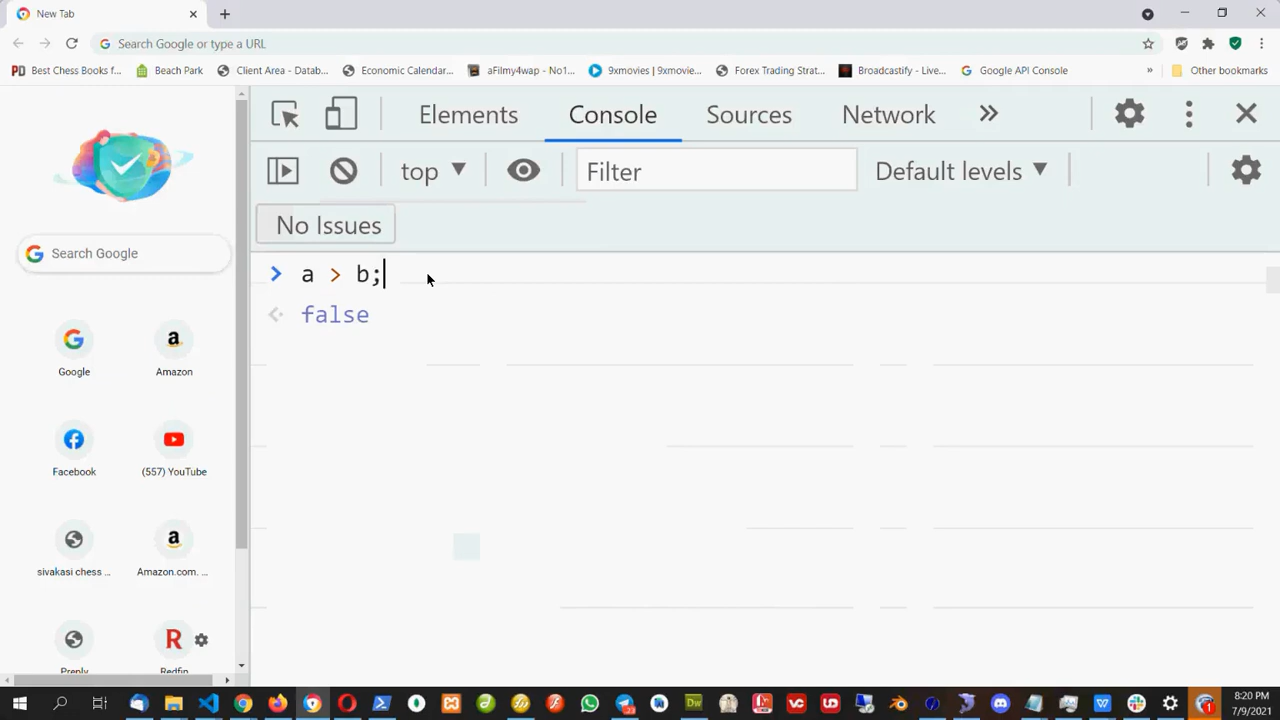 New Tab
Search Google or type a URL
Best Chess Books f...
Beach Park
Client Area - Datab...
Economic Calendar...
aFilmy4wap - No1...
9xmovies | 9xmovie...
Forex Trading Strat...
Broadcastify - Live...
Google API Console
»
Other bookmarks
Elements
Console
Sources
Network
top
Filter
Default levels
No Issues
> a > b;
false
Search Google
Google
Amazon
Facebook
(557) YouTube
sivakasi chess ...
Amazon.com. ...
Preply
Redfin
8:20 PM
7/9/2021